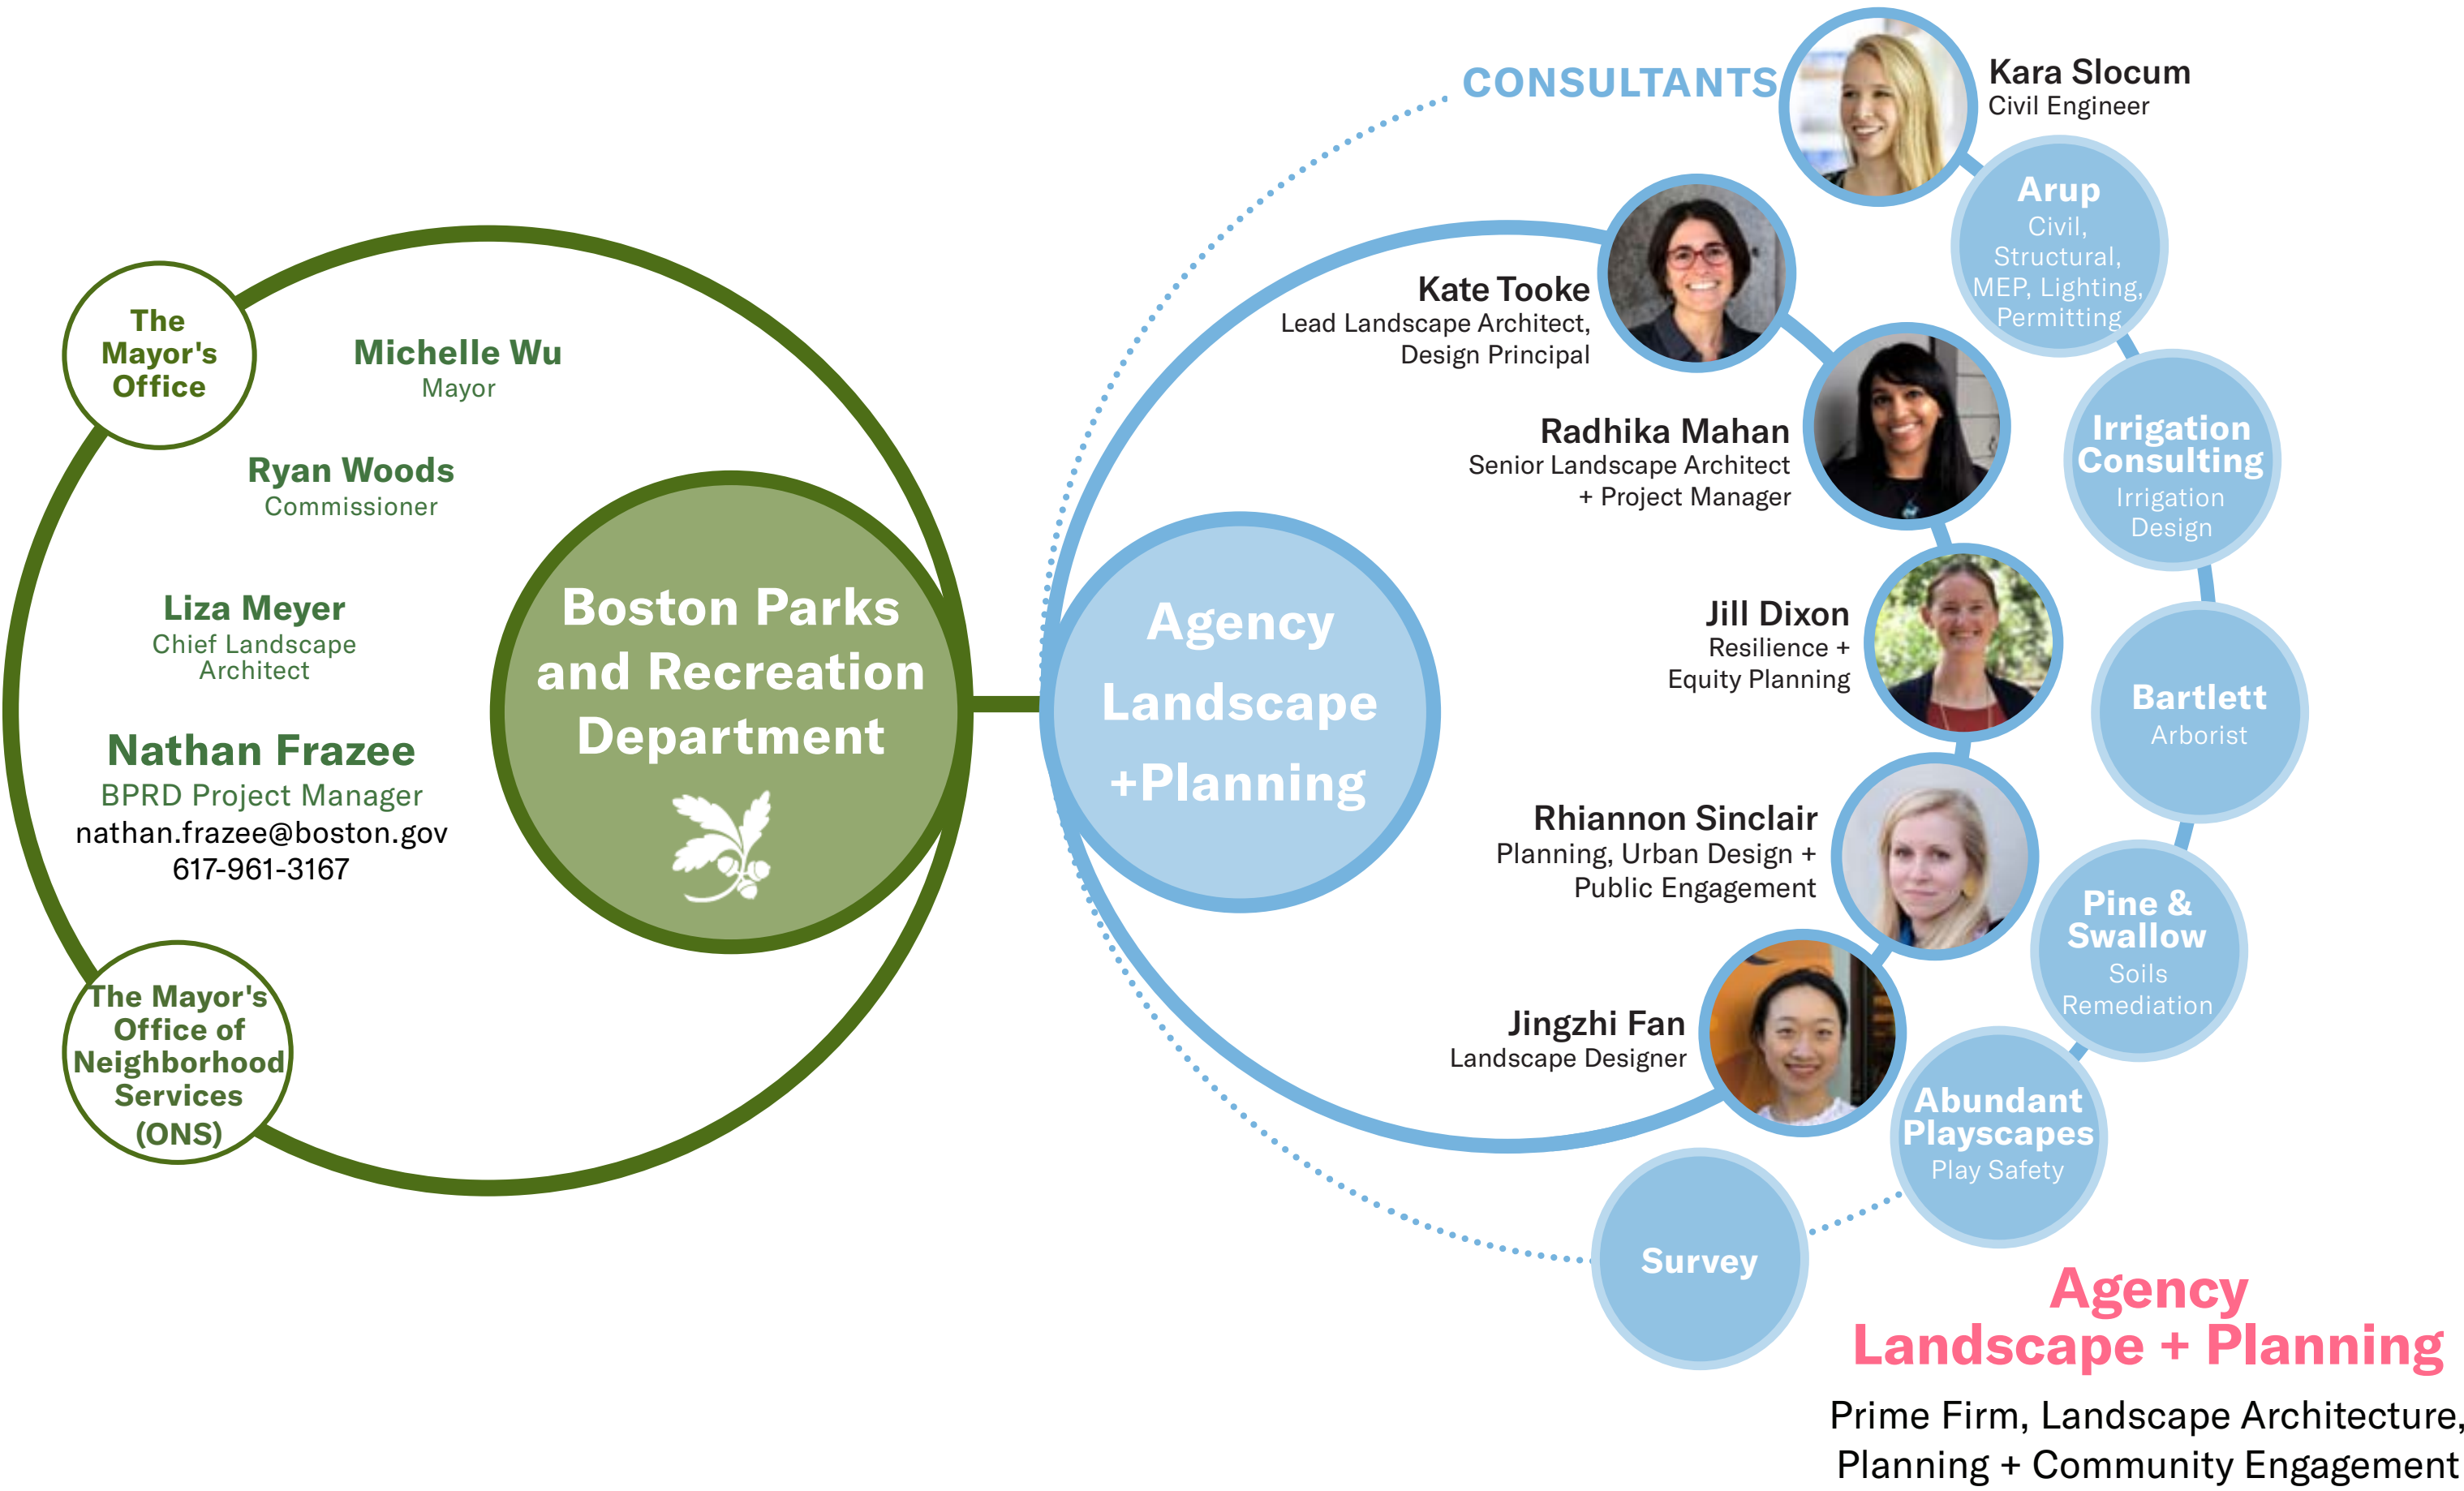 The
Mayor's
Office
Michelle Wu
Mayor
Ryan Woods
Commissioner
Liza Meyer
Chief Landscape
Architect
Nathan Frazee
BPRD Project Manager
nathan.frazee@boston.gov
617-961-3167
The Mayor's
Office of
Neighborhood
Services
(ONS)
Boston Parks
and Recreation
Department
Agency
Landscape
+Planning
CONSULTANTS
Kara Slocum
Civil Engineer
Kate Tooke
Lead Landscape Architect,
Design Principal
Radhika Mahan
Senior Landscape Architect
+ Project Manager
Jill Dixon
Resilience +
Equity Planning
Rhiannon Sinclair
Planning, Urban Design +
Public Engagement
Jingzhi Fan
Landscape Designer
Arup
Civil,
Structural,
MEP, Lighting,
Permitting
Irrigation
Consulting
Irrigation
Design
Bartlett
Arborist
Pine &
Swallow
Soils
Remediation
Abundant
Playscapes
Play Safety
Survey
Agency
Landscape + Planning
Prime Firm, Landscape Architecture,
Planning + Community Engagement